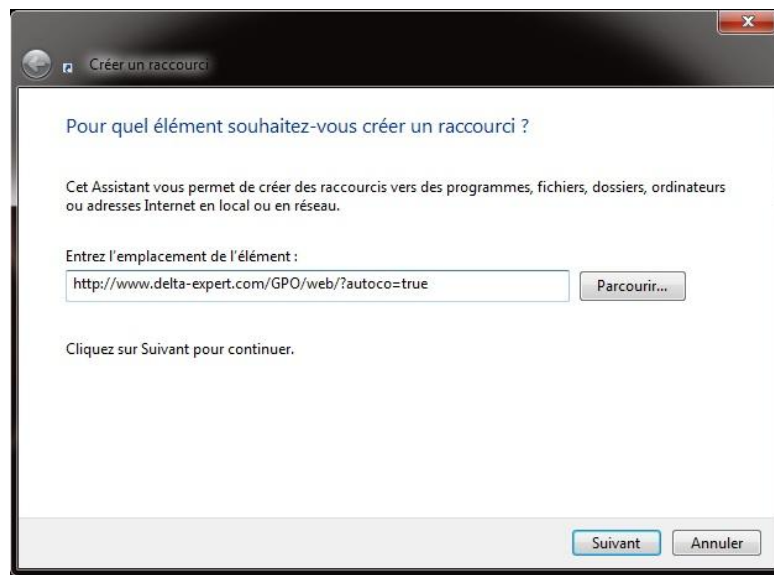 Créer un raccourci
Pour quel élément souhaitez-vous créer un raccourci ?
Cet Assistant vous permet de créer des raccourcis vers des programmes, fichiers, dossiers, ordinateurs
ou adresses Internet en local ou en réseau.
Entrez l'emplacement de l'élément :
http://www.delta-expert.com/GPO/web/?autoco=true
Parcourir...
Cliquez sur Suivant pour continuer.
Suivant Annuler